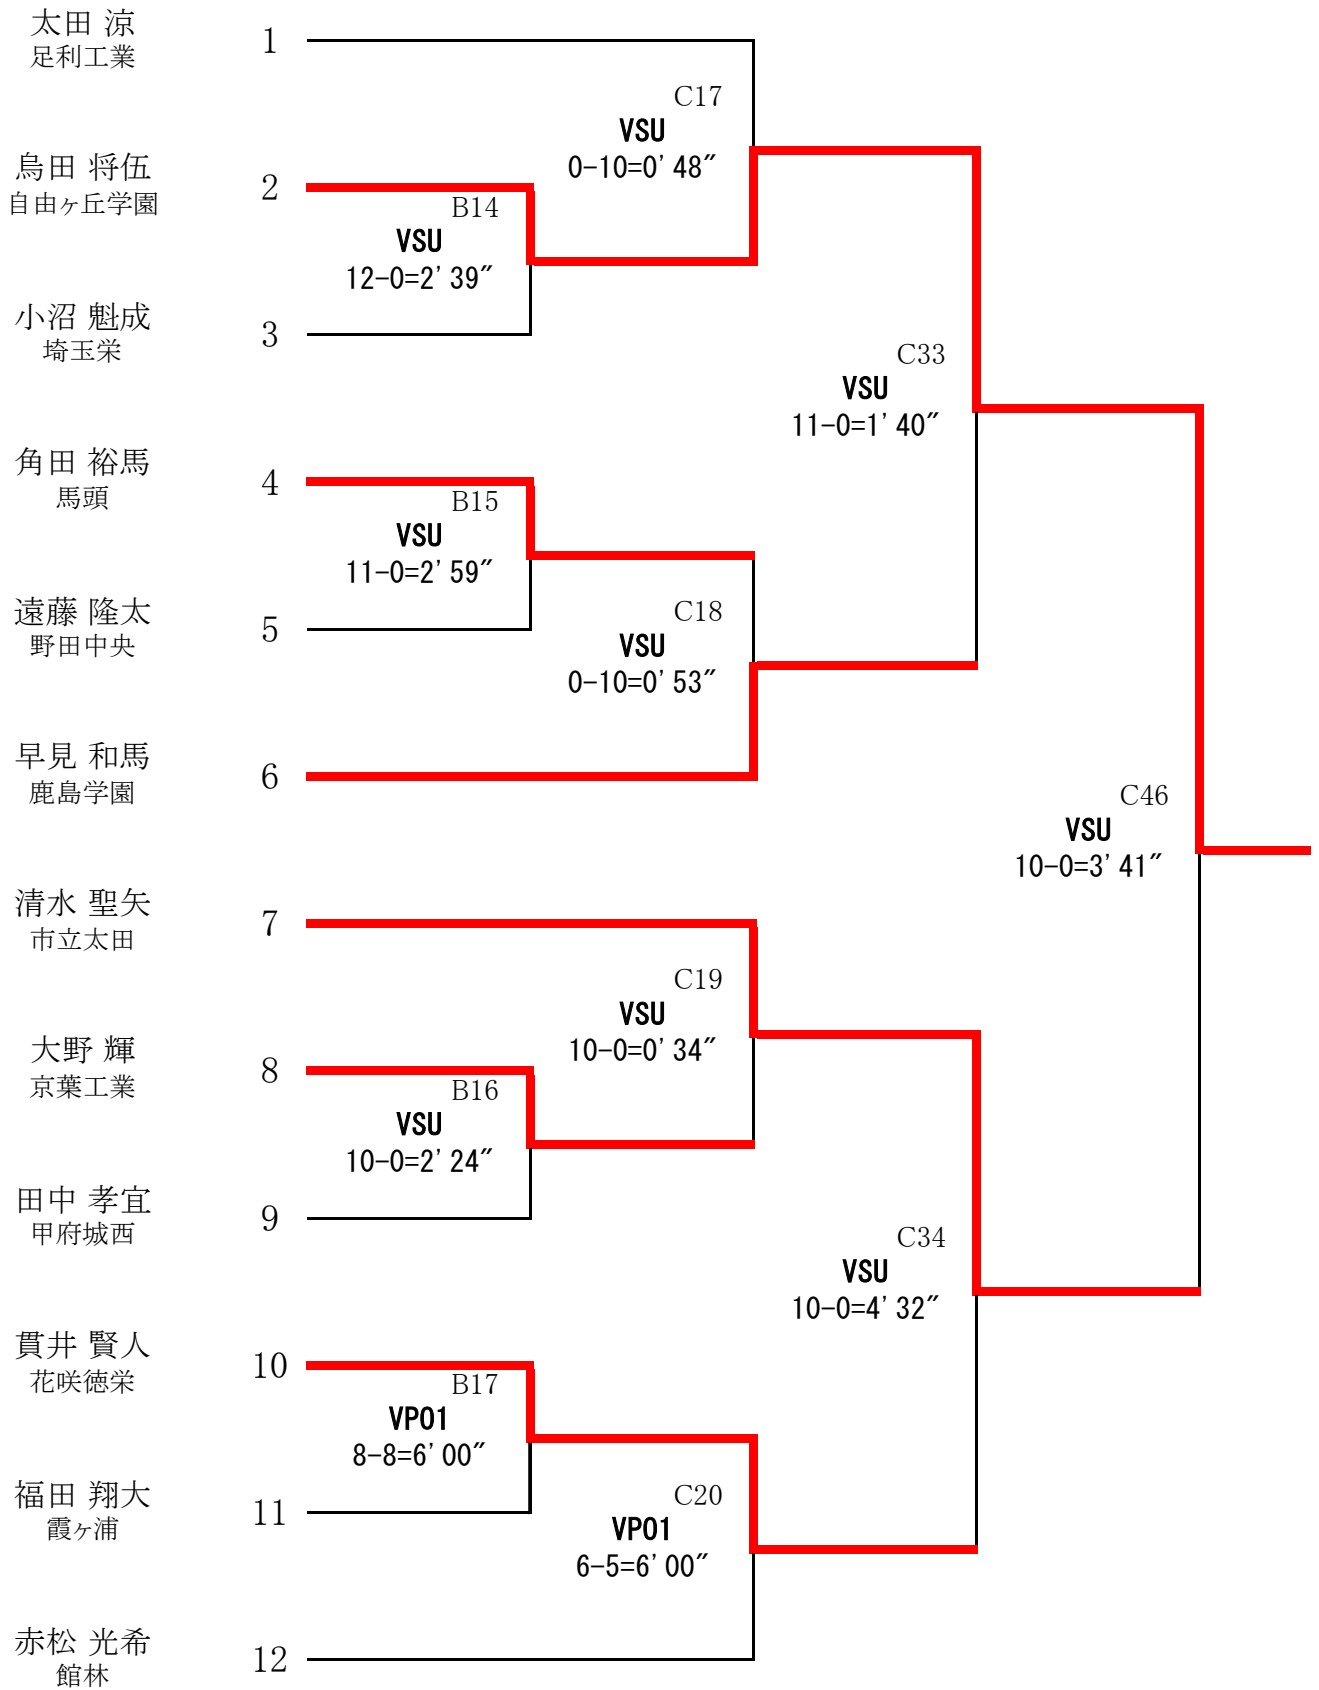 太田 涼
足利工業
1
C17
VSU
0-10=0'48"
鳥田 将伍
自由ヶ丘学園
2
B14
VSU
12-0=2'39"
小沼 魁成
埼玉栄
3
C33
VSU
11-0=1'40"
角田 裕馬
馬頭
4
B15
VSU
11-0=2'59"
遠藤 隆太
野田中央
5
C18
VSU
0-10=0'53"
早見 和馬
鹿島学園
6
C46
VSU
10-0=3'41"
清水 聖矢
市立太田
7
C19
VSU
10-0=0'34"
大野 輝
京葉工業
8
B16
VSU
10-0=2'24"
田中 孝宜
甲府城西
9
C34
VSU
10-0=4'32"
貫井 賢人
花咲徳栄
10
B17
VPO1
8-8=6'00"
福田 翔大
霞ヶ浦
11
C20
VPO1
6-5=6'00"
赤松 光希
館林
12